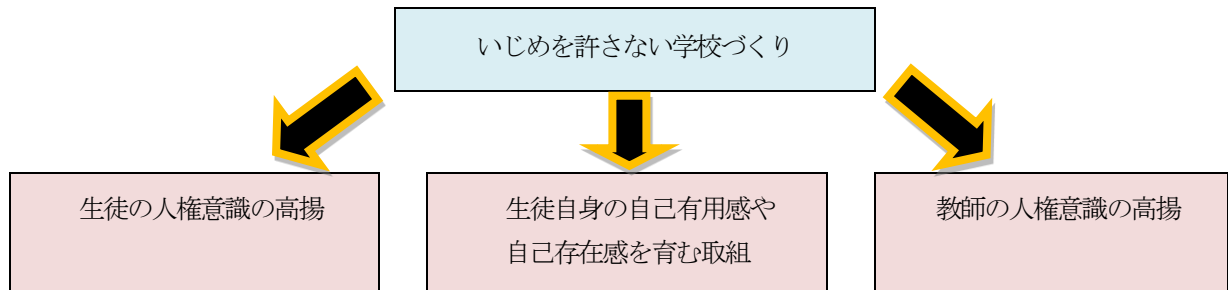 いじめを許さない学校づくり
生徒の人権意識の高揚
生徒自身の自己有用感や
自己存在感を育む取組
教師の人権意識の高揚